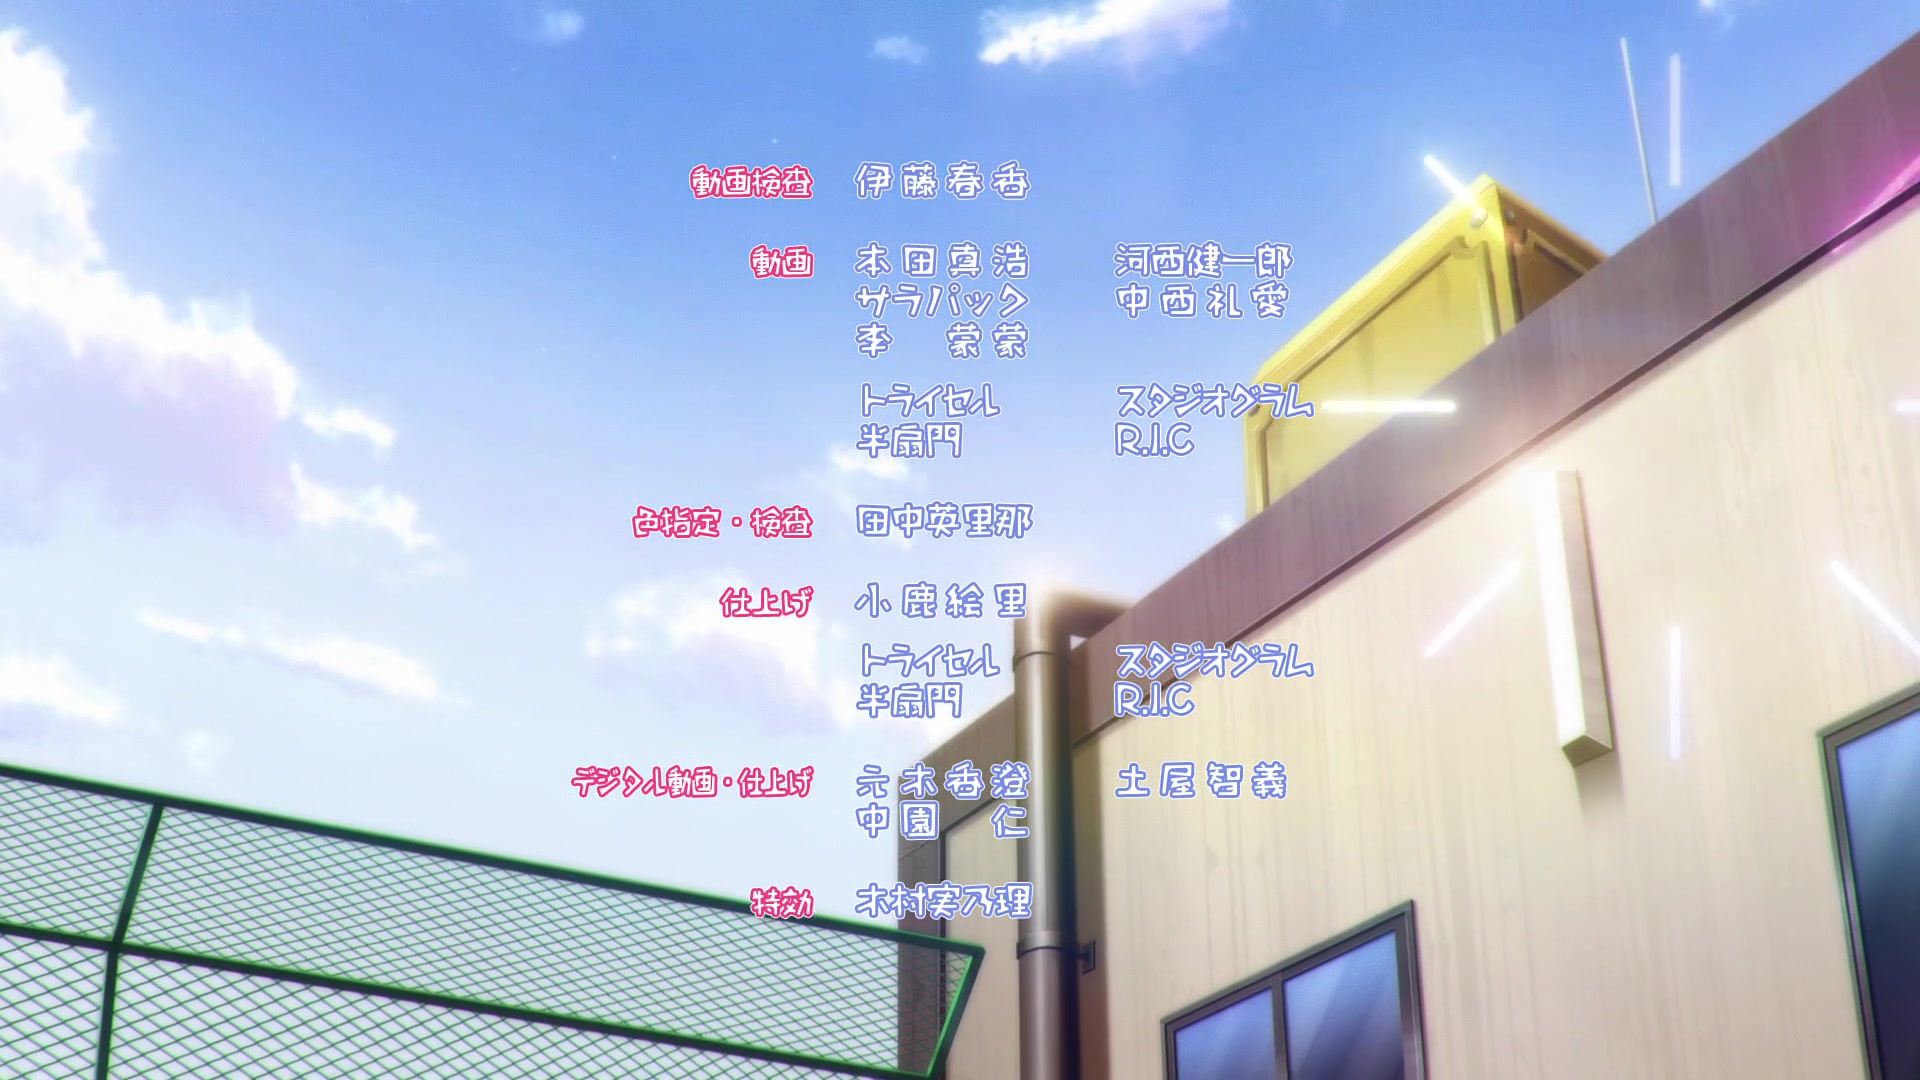 動画検査 伊藤春香
動画 本田真浩 河西健一郎
サラパック 中西礼愛
李 蒙蒙
トライセル スタジオグラム
半扇門 R.I.C
色指定・検査 田中英里那
仕上げ 小鹿絵里
トライセル スタジオグラム
半扇門 R.I.C
デジタル動画・仕上げ 元木香澄 土屋智義
中園 仁
特効 木村実乃理